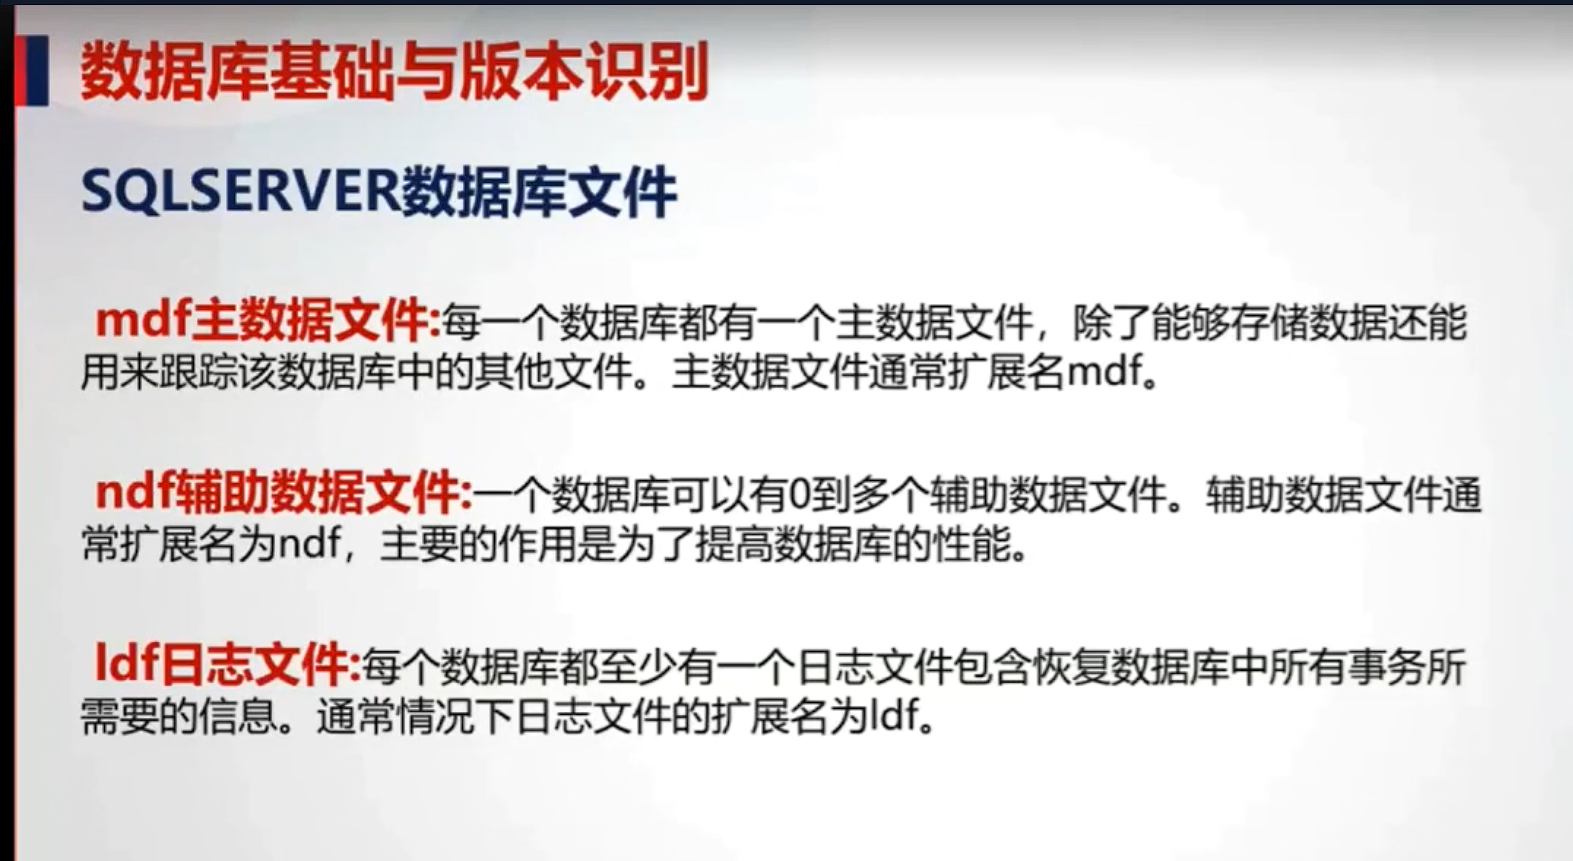 数据库基础与版本识别
SQLSERVER数据库文件
mdf主数据文件:每一个数据库都有一个主数据文件，除了能够存储数据还能
用来跟踪该数据库中的其他文件。主数据文件通常扩展名mdf。
ndf辅助数据文件:一个数据库可以有0到多个辅助数据文件。辅助数据文件通
常扩展名为ndf，主要的作用是为了提高数据库的性能。
ldf日志文件:每个数据库都至少有一个日志文件包含恢复数据库中所有事务所
需要的信息。通常情况下日志文件的扩展名为ldf。